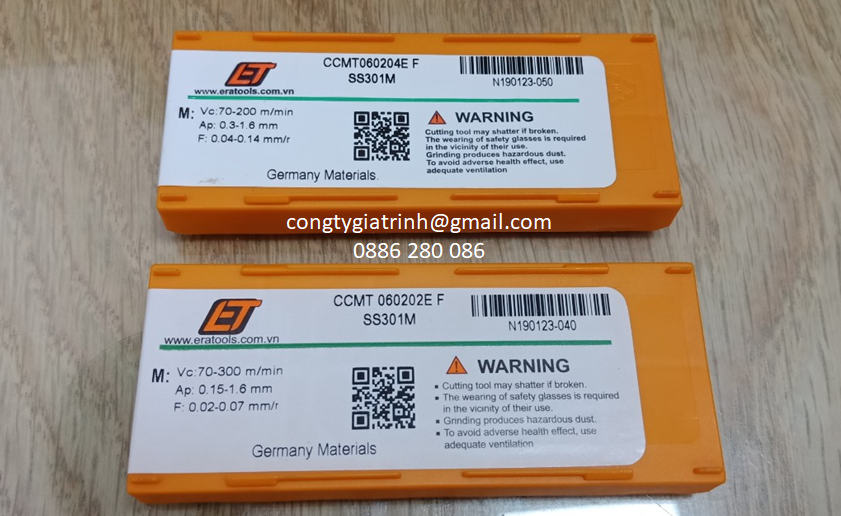 ET
CCMT060204E F
SS301M
N190123-050
www.eratools.com.vn
M: Vc:70-200 m/min
Ap: 0.3-1.6 mm
F: 0.04-0.14 mm/r
WARNING
Cutting tool may shatter if broken.
The wearing of safety glasses is required
in the vicinity of their use.
Grinding produces hazardous dust.
To avoid adverse health effect, use
adequate ventilation
Germany Materials.
congtygiatrinh@gmail.com
0886 280 086
ET
CCMT 060202E F
SS301M
N190123-040
www.eratools.com.vn
M: Vc:70-300 m/min
Ap: 0.15-1.6 mm
F: 0.02-0.07 mm/r
WARNING
▪ Cutting tool may shatter if broken.
▪ The wearing of safety glasses is required
in the vicinity of their use.
▪ Grinding produces hazardous dust.
▪ To avoid adverse health effect, use
adequate ventilation
Germany Materials